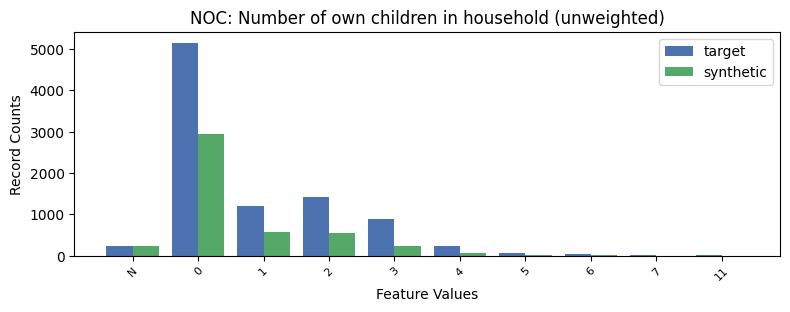 NOC: Number of own children in household (unweighted)
target
synthetic
Record Counts
5000
4000
3000
2000
1000
0
N 0 1 2 3 4 5 6 7 11
Feature Values